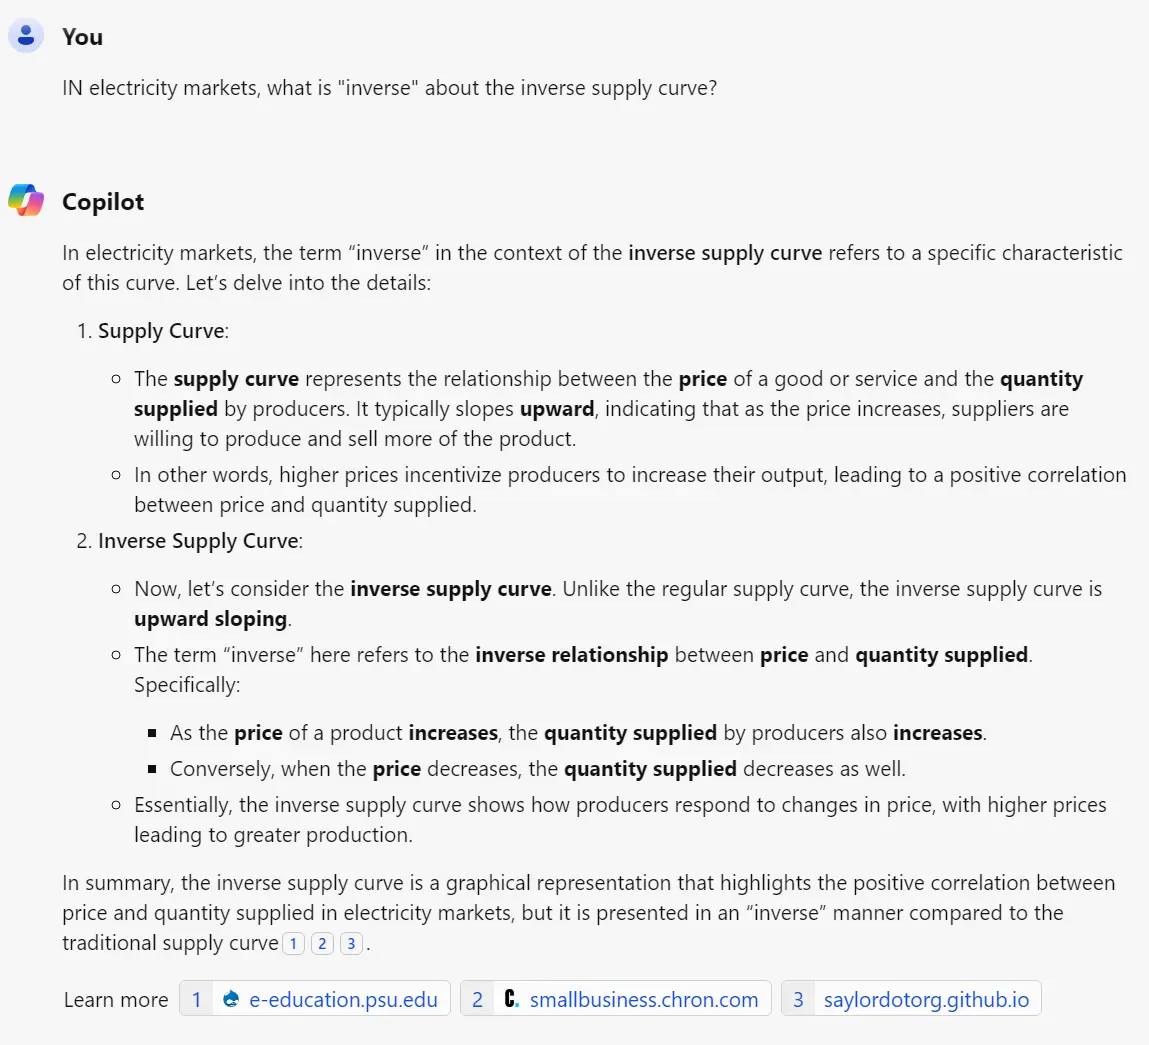 You
IN electricity markets, what is "inverse" about the inverse supply curve?
Copilot
In electricity markets, the term “inverse” in the context of the inverse supply curve refers to a specific characteristic
of this curve. Let’s delve into the details:
1. Supply Curve:
○ The supply curve represents the relationship between the price of a good or service and the quantity
supplied by producers. It typically slopes upward, indicating that as the price increases, suppliers are
willing to produce and sell more of the product.
○ In other words, higher prices incentivize producers to increase their output, leading to a positive correlation
between price and quantity supplied.
2. Inverse Supply Curve:
○ Now, let’s consider the inverse supply curve. Unlike the regular supply curve, the inverse supply curve is
upward sloping.
○ The term “inverse” here refers to the inverse relationship between price and quantity supplied.
Specifically:
▪ As the price of a product increases, the quantity supplied by producers also increases.
▪ Conversely, when the price decreases, the quantity supplied decreases as well.
○ Essentially, the inverse supply curve shows how producers respond to changes in price, with higher prices
leading to greater production.
In summary, the inverse supply curve is a graphical representation that highlights the positive correlation between
price and quantity supplied in electricity markets, but it is presented in an “inverse” manner compared to the
traditional supply curve 1 2 3 .
Learn more 1 e-education.psu.edu 2 C. smallbusiness.chron.com 3 saylordotorg.github.io